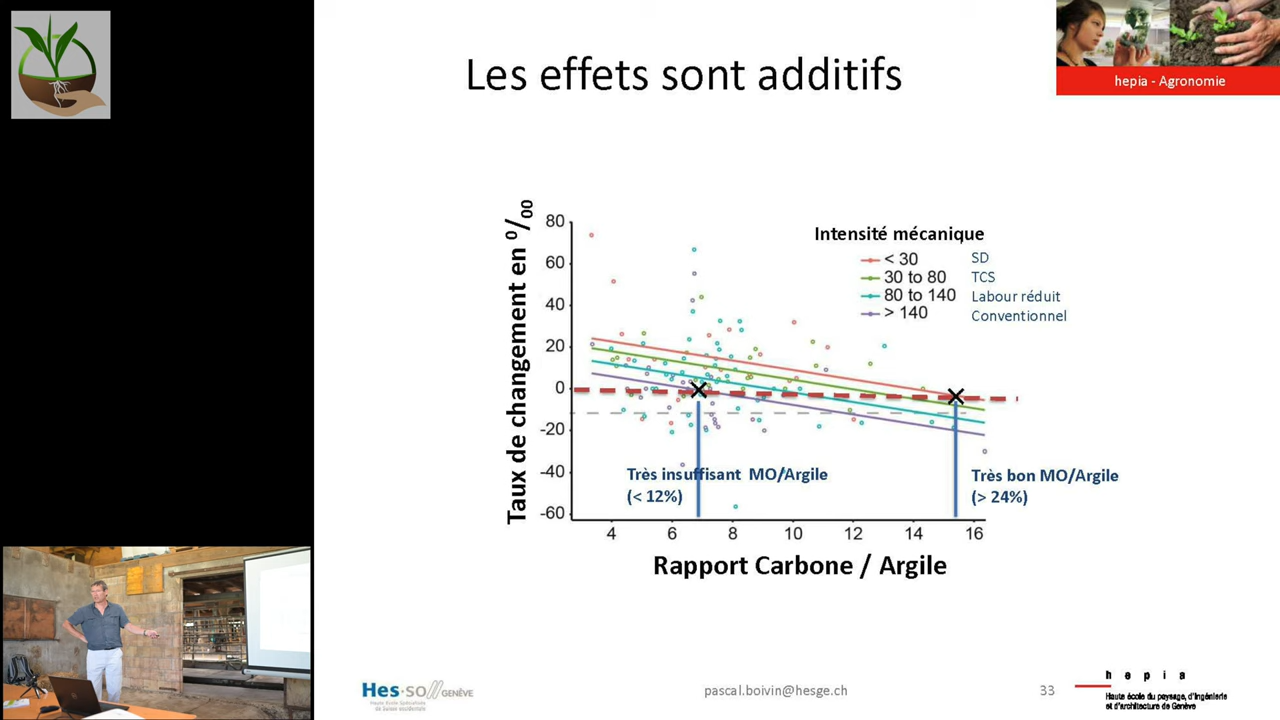 Les effets sont additifs
hepia - Agronomie
Taux de changement en ⁰/₀₀
80
60
40
20
0
-20
-40
-60
Intensité mécanique
< 30 SD
30 to 80 TCS
80 to 140 Labour réduit
> 140 Conventionnel
Très insuffisant MO/Argile
(< 12%)
Très bon MO/Argile
(> 24%)
4 6 8 10 12 14 16
Rapport Carbone / Argile
Hes·so//GENÈVE
Haute Ecole Spécialisée
de Suisse occidentale
pascal.boivin@hesge.ch
33
h e p i a
Haute école du paysage, d'ingénierie
et d'architecture de Genève